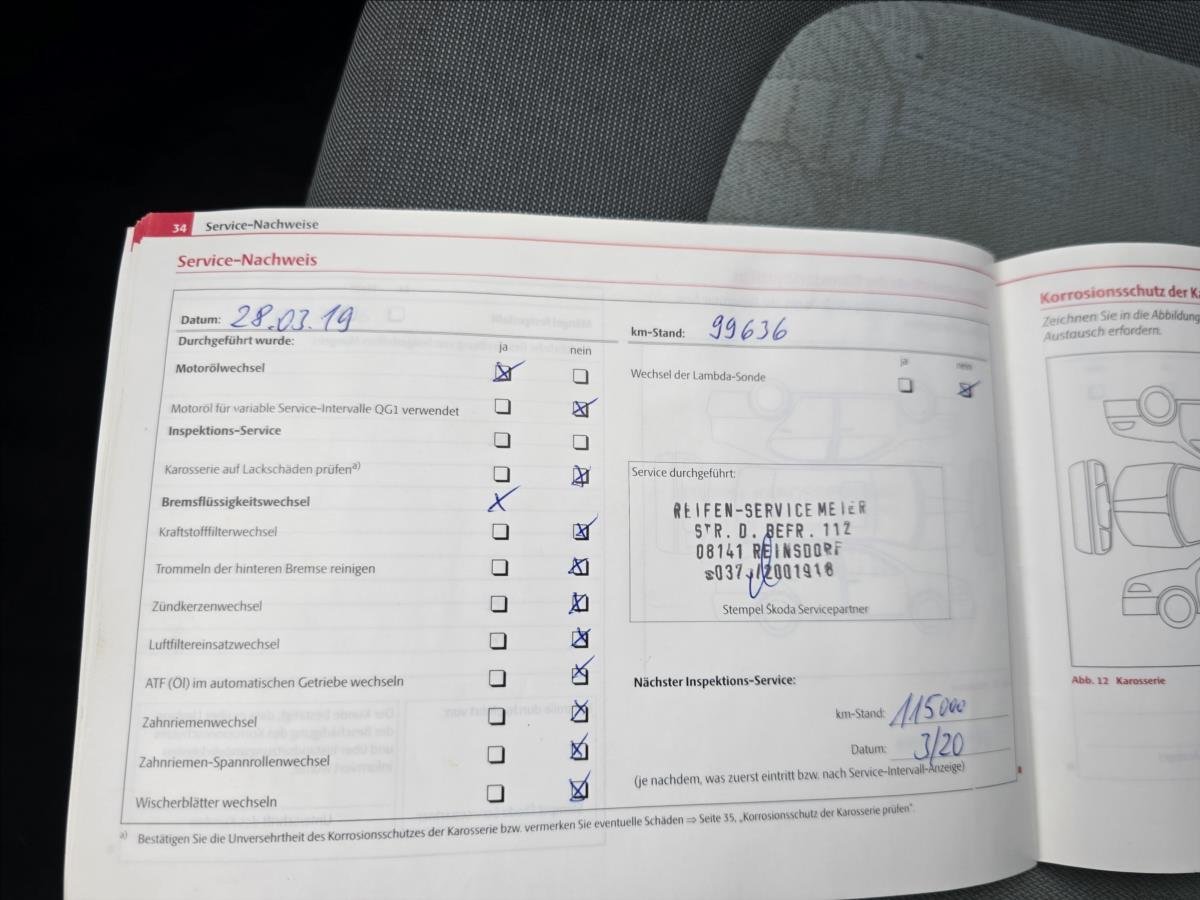 34 Service-Nachweise
Service-Nachweis
Datum: 28.03.19
km-Stand: 99636
Durchgeführt wurde:
ja nein
Motorölwechsel
Motoröl für variable Service-Intervalle QG1 verwendet
Inspektions-Service
Karosserie auf Lackschäden prüfen a)
Bremsflüssigkeitswechsel
Kraftstofffilterwechsel
Trommeln der hinteren Bremse reinigen
Zündkerzenwechsel
Luftfiltereinsatzwechsel
ATF (Öl) im automatischen Getriebe wechseln
Zahnriemenwechsel
Zahnriemen-Spannrollenwechsel
Wischerblätter wechseln
ja nein
Wechsel der Lambda-Sonde
Service durchgeführt:
REIFEN-SERVICE MEIER
STR. D. BEFR. 112
08141 REINSDORF
Stempel Škoda Servicepartner
Nächster Inspektions-Service:
km-Stand: 115000
Datum: 3/20
(je nachdem, was zuerst eintritt bzw. nach Service-Intervall-Anzeige)
a) Bestätigen Sie die Unversehrtheit des Korrosionsschutzes der Karosserie bzw. vermerken Sie eventuelle Schäden ⇒ Seite 35, „Korrosionsschutz der Karosserie prüfen".
Korrosionsschutz der
Zeichnen Sie in die Abbildung
Austausch erfordern.
Abb. 12 Karosserie